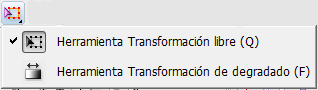 Herramienta Transformación libre (Q)
Herramienta Transformación de degradado (F)